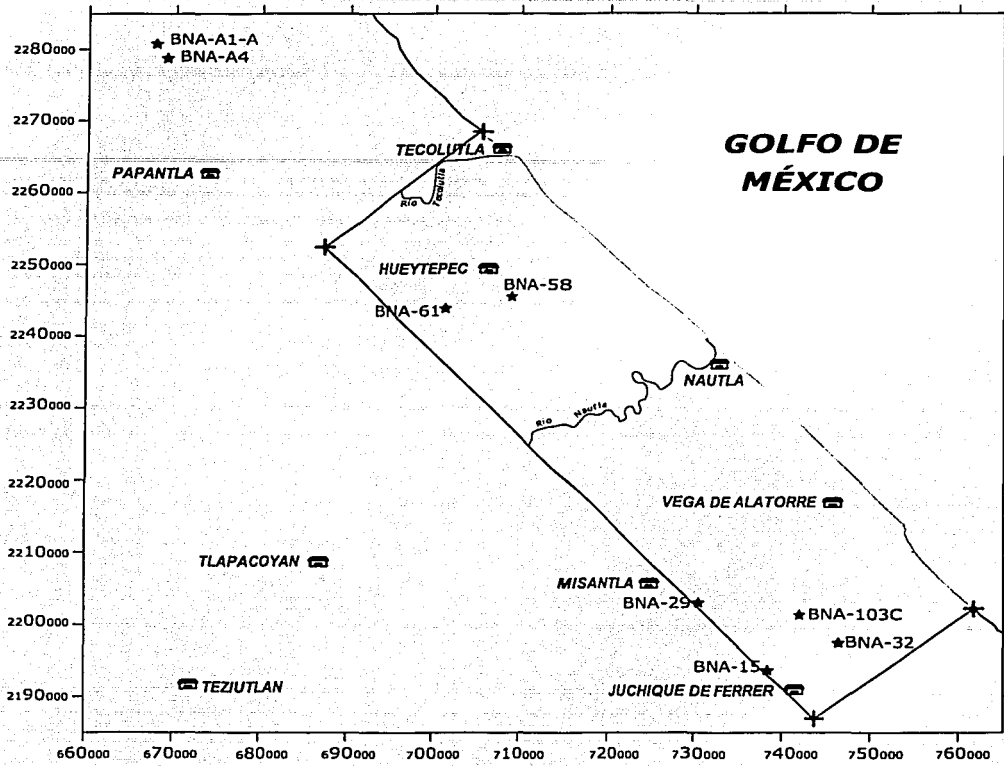 2280000
BNA-A1-A
BNA-A4
2270000
GOLFO DE
MÉXICO
TECOLUTLA
PAPANTLA
2260000
Río
Tecolutla
2250000
HUEYTEPEC
BNA-58
BNA-61
2240000
NAUTLA
2230000
Río
Nautla
2220000
VEGA DE ALATORRE
2210000
TLAPACOYAN
MISANTLA
BNA-29
2200000
BNA-103C
BNA-32
BNA-15
2190000
TEZIUTLAN
JUCHIQUE DE FERRER
660000 670000 680000 690000 700000 710000 720000 730000 740000 750000 760000